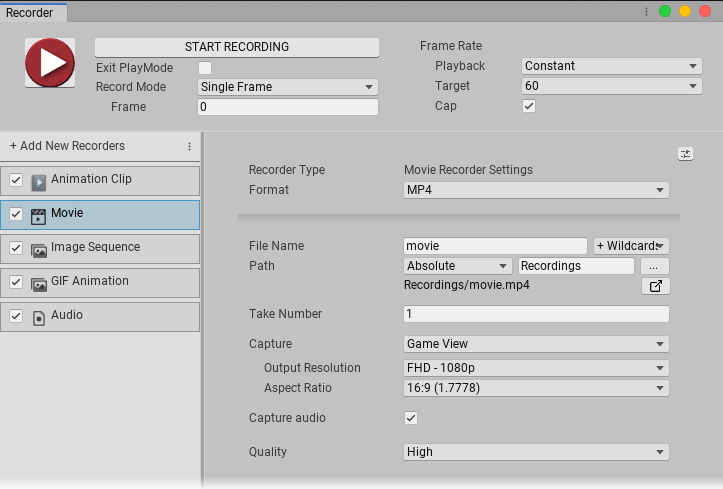 Recorder
START RECORDING
Exit PlayMode
Record Mode Single Frame
Frame 0
Frame Rate
Playback Constant
Target 60
Cap
+ Add New Recorders
Animation Clip
Movie
Image Sequence
GIF Animation
Audio
Recorder Type Movie Recorder Settings
Format MP4
File Name movie + Wildcards
Path Absolute Recordings ...
Recordings/movie.mp4
Take Number 1
Capture Game View
Output Resolution FHD - 1080p
Aspect Ratio 16:9 (1.7778)
Capture audio
Quality High